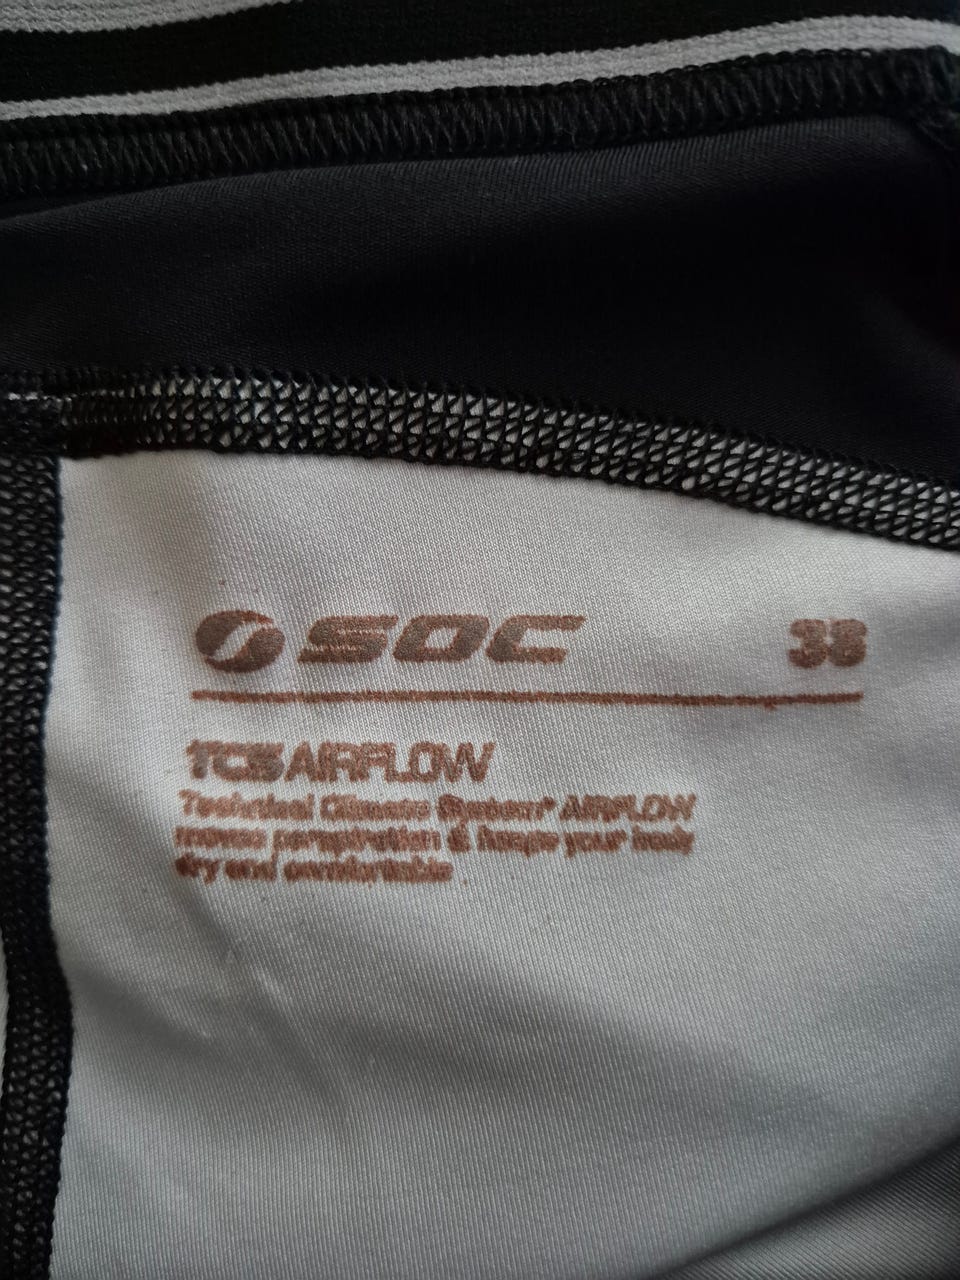 SOC 38
TCS AIRFLOW
Technical Climate System* AIRFLOW
moves perspiration & keeps your body
dry and comfortable